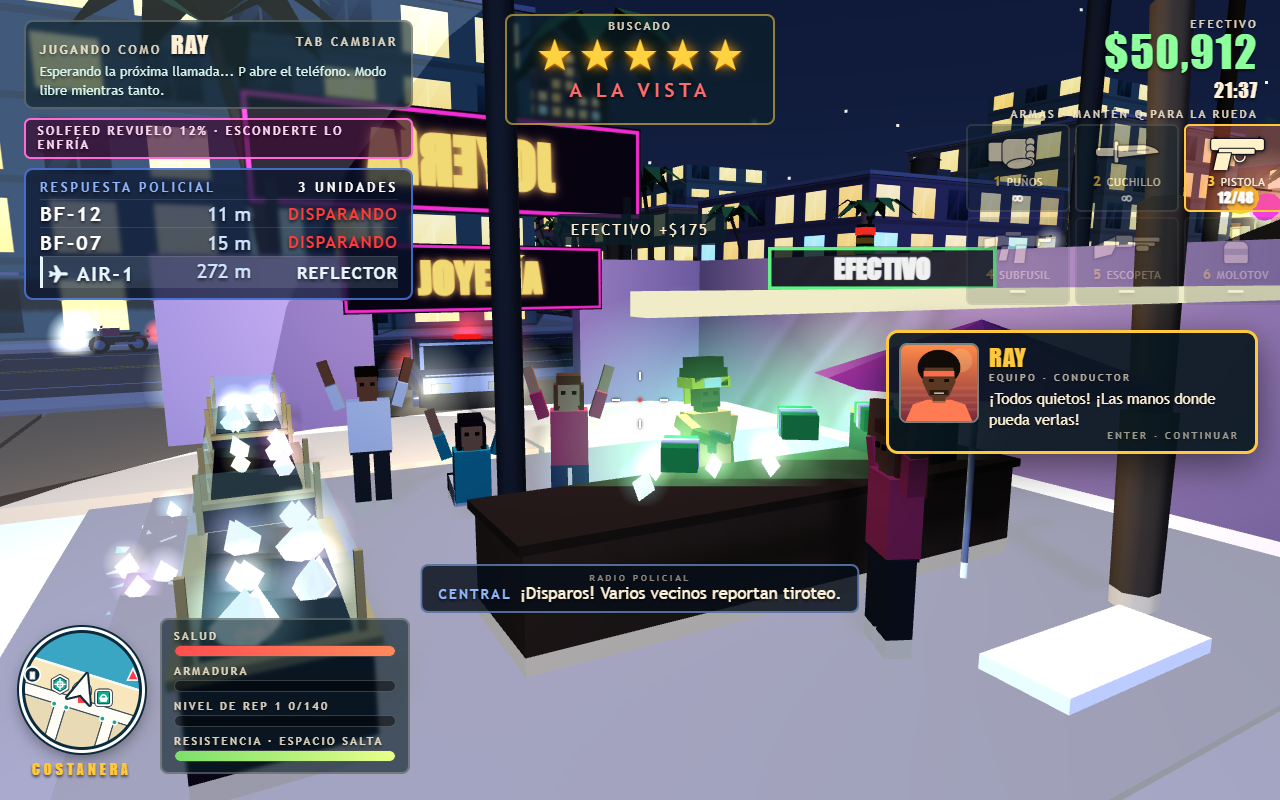 JUGANDO COMO RAY TAB CAMBIAR
Esperando la próxima llamada... P abre el teléfono. Modo
libre mientras tanto.
SOLFEED REVUELO 12% · ESCONDERTE LO
ENFRÍA
RESPUESTA POLICIAL 3 UNIDADES
BF-12 11 m DISPARANDO
BF-07 15 m DISPARANDO
AIR-1 272 m REFLECTOR
BUSCADO
A LA VISTA
EFECTIVO
$50,912
21:37
ARMAS · MANTÉN Q PARA LA RUEDA
1 PUÑOS
∞
2 CUCHILLO
∞
3 PISTOLA
12/48
4 SUBFUSIL
5 ESCOPETA
6 MOLOTOV
EFECTIVO +$175
JOYERÍA
EFECTIVO
RAY
EQUIPO · CONDUCTOR
¡Todos quietos! ¡Las manos donde
pueda verlas!
ENTER · CONTINUAR
RADIO POLICIAL
CENTRAL ¡Disparos! Varios vecinos reportan tiroteo.
SALUD
ARMADURA
NIVEL DE REP 1 0/140
RESISTENCIA · ESPACIO SALTA
COSTANERA